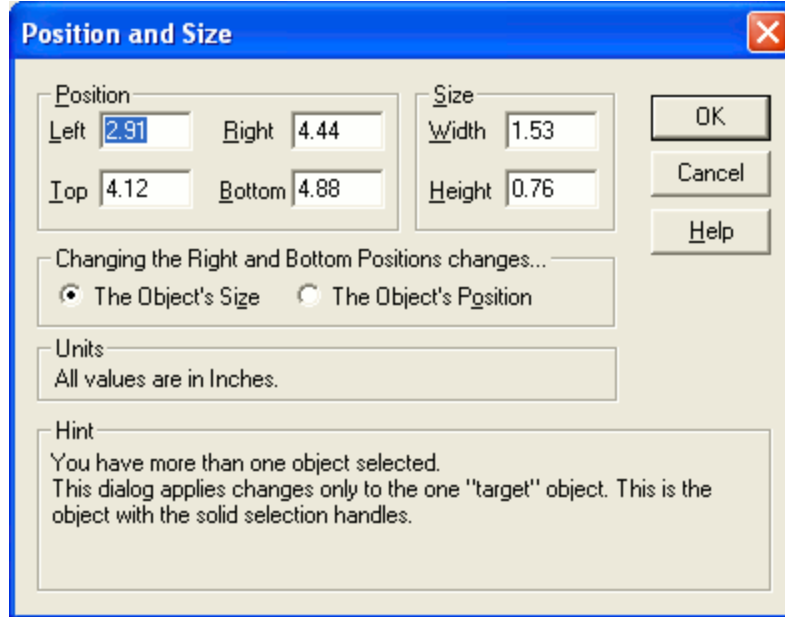 Position and Size
Position
Left 2.91 Right 4.44
Top 4.12 Bottom 4.88
Size
Width 1.53
Height 0.76
OK
Cancel
Help
Changing the Right and Bottom Positions changes...
The Object's Size The Object's Position
Units
All values are in Inches.
Hint
You have more than one object selected.
This dialog applies changes only to the one "target" object. This is the
object with the solid selection handles.